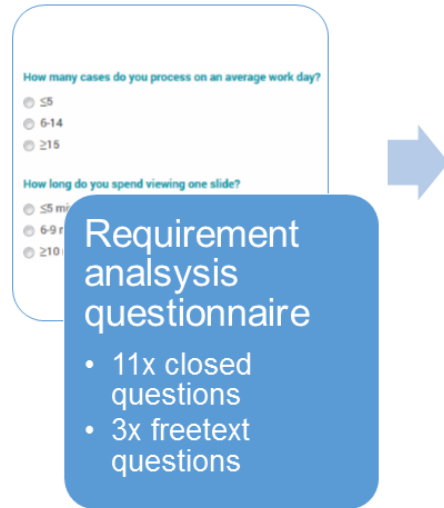 How many cases do you process on an average work day?
≤5
6-14
≥15
How long do you spend viewing one slide?
≤5
6-9
≥10
Requirement
analsysis
questionnaire
• 11x closed
questions
• 3x freetext
questions